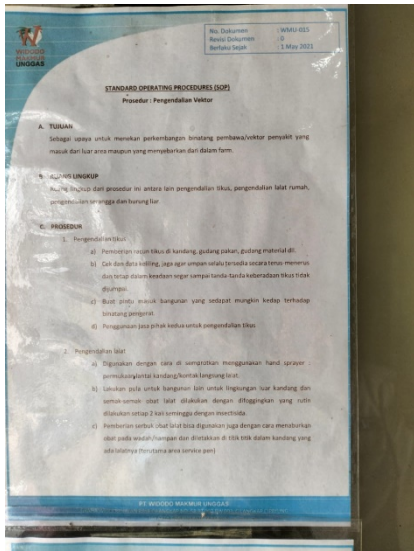 WIDODO
MAKMUR
UNGGAS
No. Dokumen : WMU-015
Revisi Dokumen : 0
Berlaku Sejak : 1 May 2021
STANDARD OPERATING PROCEDURES (SOP)
Prosedur : Pengendalian Vektor
A. TUJUAN
Sebagai upaya untuk menekan perkembangan binatang pembawa/vektor penyakit yang
masuk dari luar area maupun yang menyebarkan dari dalam farm.
B. RUANG LINGKUP
Ruang lingkup dari prosedur ini antara lain pengendalian tikus, pengendalian lalat rumah,
pengendalian serangga dan burung liar
C. PROSEDUR
1. Pengendalian tikus
a) Pemberian racun tikus di kandang, gudang pakan, gudang material dll.
b) Cek dan data keliling, jaga agar umpan selalu tersedia secara terus-menerus
dan tetap dalam keadaan segar sampai tanda-tanda keberadaan tikus tidak
dijumpai.
c) Buat pintu masuk bangunan yang sedapat mungkin kedap terhadap
binatang pengerat
d) Penggunaan jasa pihak kedua untuk pengendalian tikus
2. Pengendalian lalat
a) Digunakan dengan cara di semprotkan menggunakan hand sprayer :
permukaan lantai kandang/kontak langsung lalat.
b) Lakukan pula untuk bangunan lain untuk lingkungan luar kandang dan
semak-semak obat lalat dilakukan dengan difoggingkan yang rutin
dilakukan setiap 2 kali seminggu dengan insectisida.
c) Pemberian serbuk obat lalat bisa digunakan juga dengan cara menaburkan
obat pada wadah/nampan dan diletakkan di titik titik dalam kandang yang
ada lalatnya (terutama area service pen)
PT WIDODO MAKMUR UNGGAS